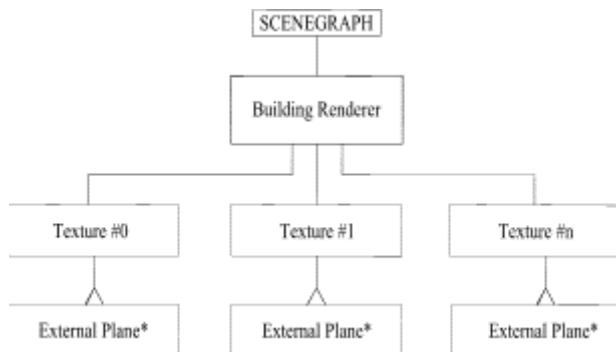 SCENEGRAPH
Building Renderer
Texture #0
Texture #1
Texture #n
External Plane*
External Plane*
External Plane*